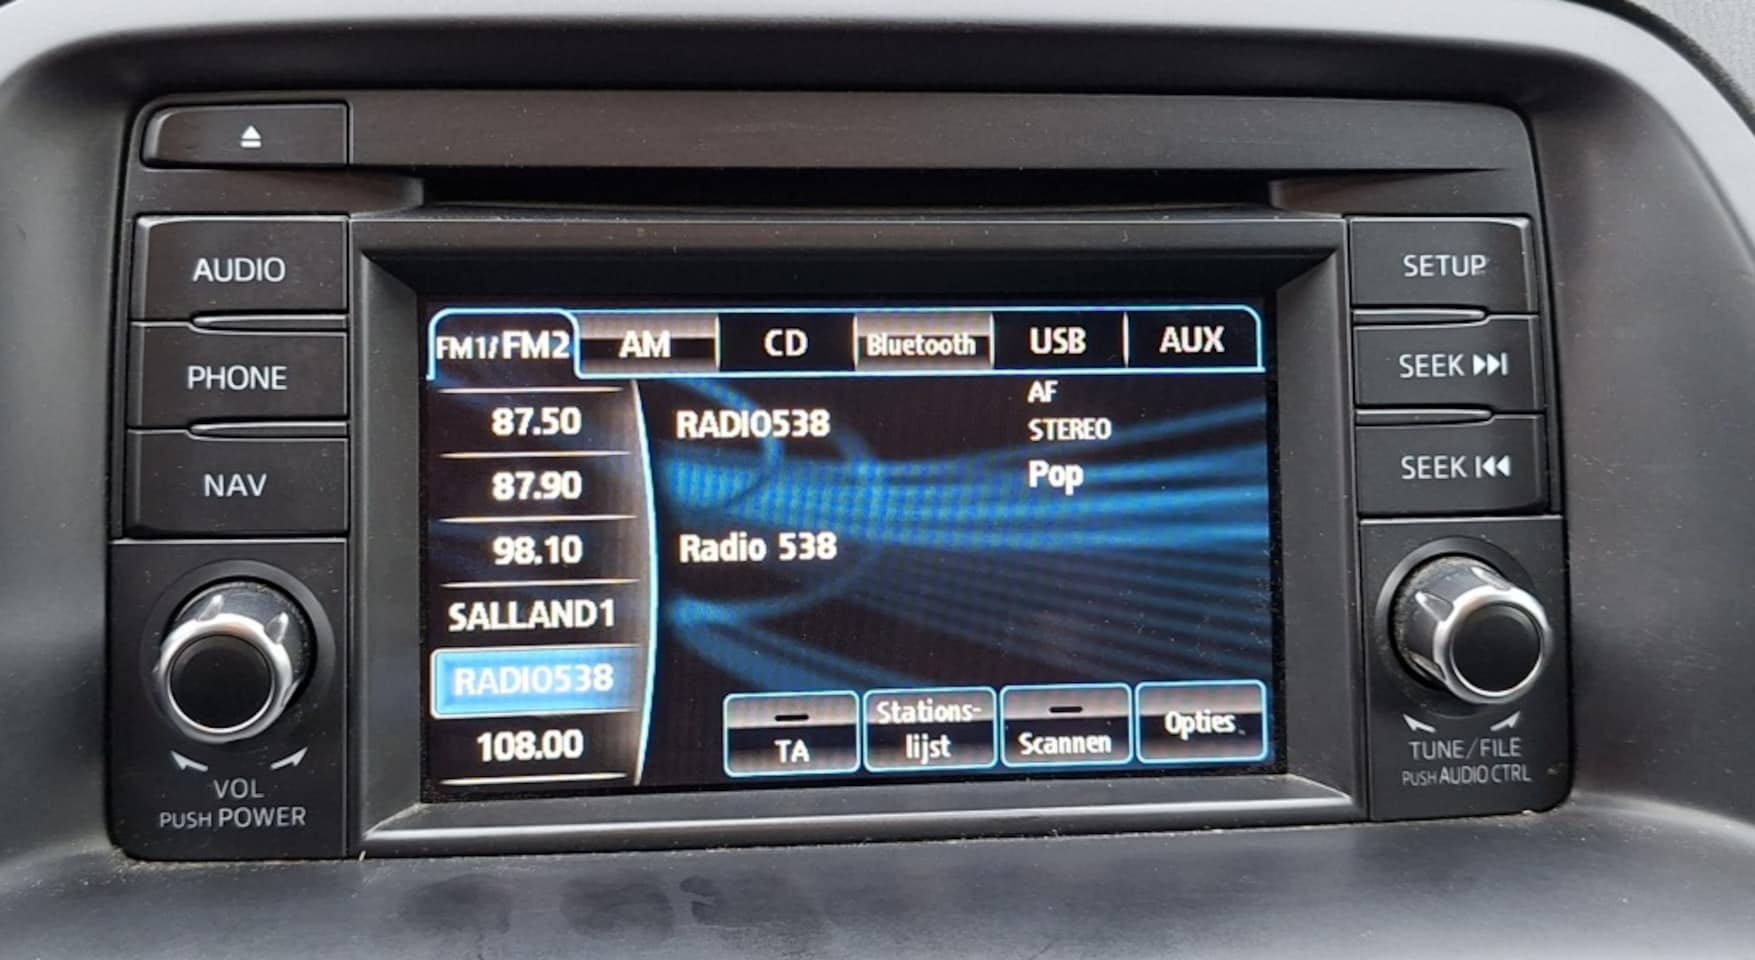 AUDIO
PHONE
NAV
VOL
PUSH POWER
FM1/FM2 AM CD Bluetooth USB AUX
87.50
87.90
98.10
SALLAND1
RADIO538
108.00
RADIO538
AF
STEREO
Pop
Radio 538
TA
Stations-
lijst
Scannen
Opties
SETUP
SEEK
SEEK
TUNE/FILE
PUSH AUDIO CTRL